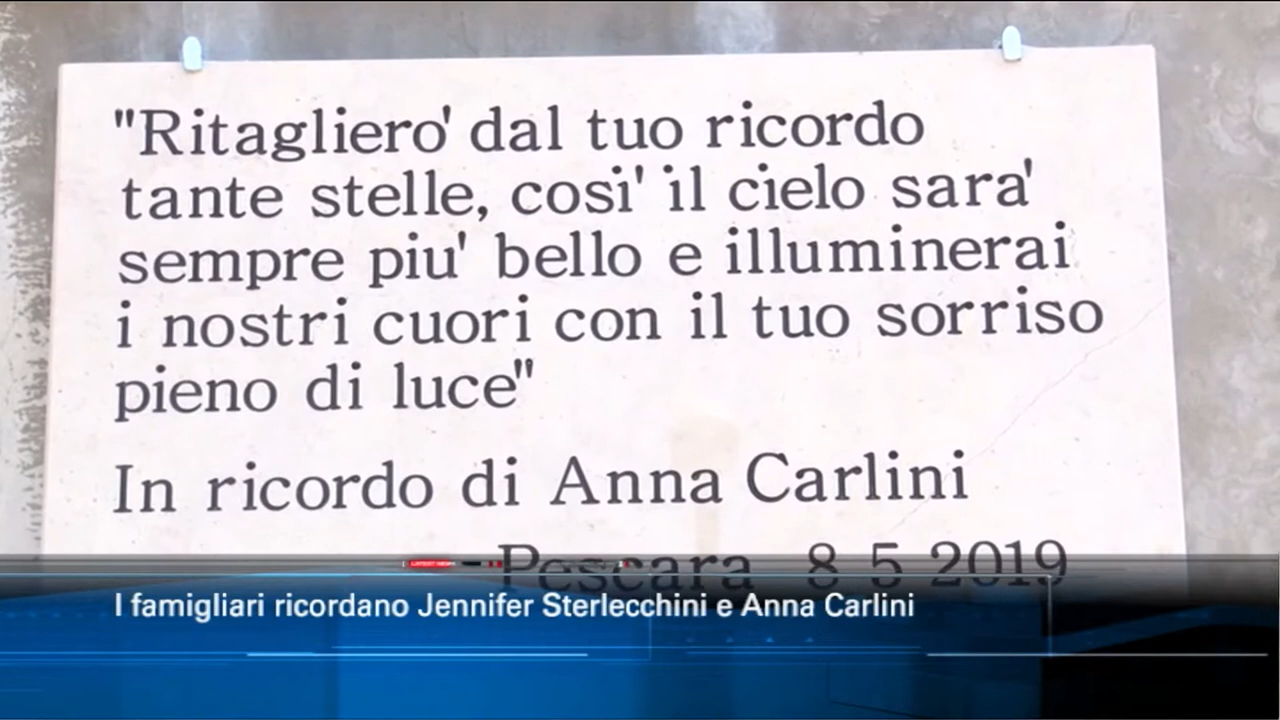 "Ritagliero' dal tuo ricordo
tante stelle, cosi' il cielo sara'
sempre piu' bello e illuminerai
i nostri cuori con il tuo sorriso
pieno di luce"
In ricordo di Anna Carlini
Pescara 8 5 2019
LATEST NEWS
I famigliari ricordano Jennifer Sterlecchini e Anna Carlini